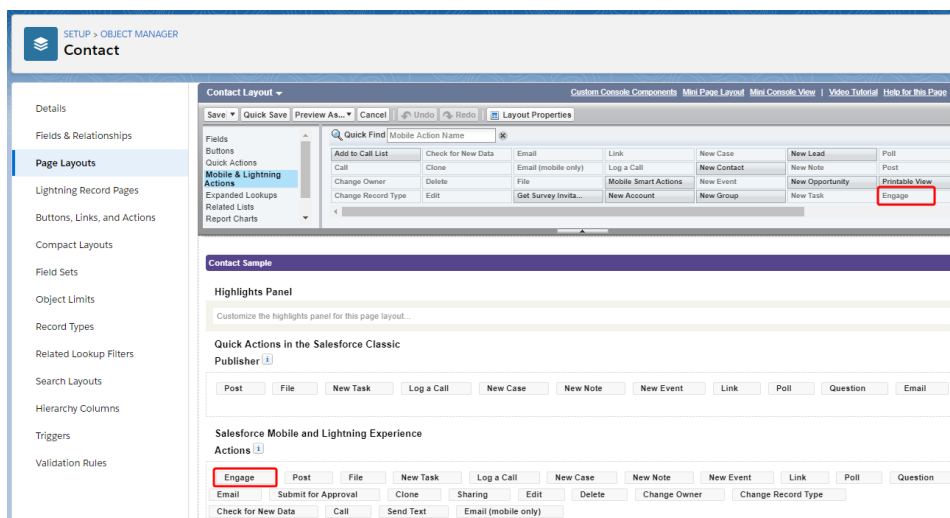 SETUP > OBJECT MANAGER
Contact
Details
Fields & Relationships
Page Layouts
Lightning Record Pages
Buttons, Links, and Actions
Compact Layouts
Field Sets
Object Limits
Record Types
Related Lookup Filters
Search Layouts
Hierarchy Columns
Triggers
Validation Rules
Contact Layout Custom Console Components Mini Page Layout Mini Console View | Video Tutorial Help for this Page
Save Quick Save Preview As... Cancel Undo Redo Layout Properties
Fields
Buttons
Quick Actions
Mobile & Lightning
Actions
Expanded Lookups
Related Lists
Report Charts
Quick Find Mobile Action Name
Add to Call List Check for New Data Email Link New Case New Lead Poll
Call Clone Email (mobile only) Log a Call New Contact New Note Post
Change Owner Delete File Mobile Smart Actions New Event New Opportunity Printable View
Change Record Type Edit Get Survey Invita... New Account New Group New Task Engage
Contact Sample
Highlights Panel
Customize the highlights panel for this page layout...
Quick Actions in the Salesforce Classic
Publisher i
Post File New Task Log a Call New Case New Note New Event Link Poll Question Email
Salesforce Mobile and Lightning Experience
Actions i
Engage Post File New Task Log a Call New Case New Note New Event Link Poll Question
Email Submit for Approval Clone Sharing Edit Delete Change Owner Change Record Type
Check for New Data Call Send Text Email (mobile only)